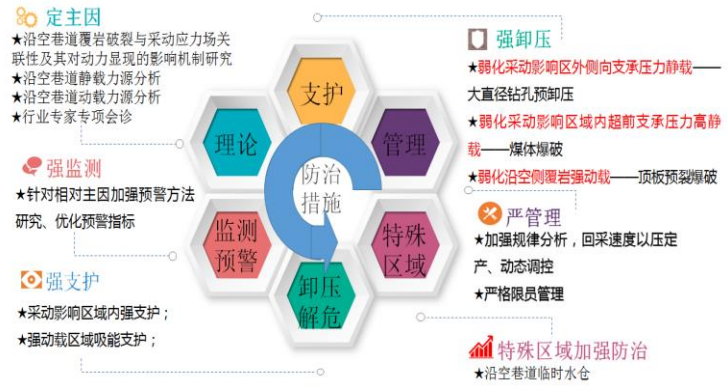 定主因
★沿空巷道覆岩破裂与采动应力场关
联性及其对动力显现的影响机制研究
★沿空巷道静载力源分析
★沿空巷道动载力源分析
★行业专家专项会诊
强监测
★针对相对主因加强预警方法
研究、优化预警指标
强支护
★采动影响区域内强支护；
★强动载区域吸能支护；
支护
理论
管理
防治
措施
监测
预警
特殊
区域
卸压
解危
强卸压
★弱化采动影响区外侧向支承压力静载——
大直径钻孔预卸压
★弱化采动影响区域内超前支承压力高静
载——煤体爆破
★弱化沿空侧覆岩强动载——顶板预裂爆破
严管理
★加强规律分析，回采速度以压定
产、动态调控
★严格限员管理
特殊区域加强防治
★沿空巷道临时水仓